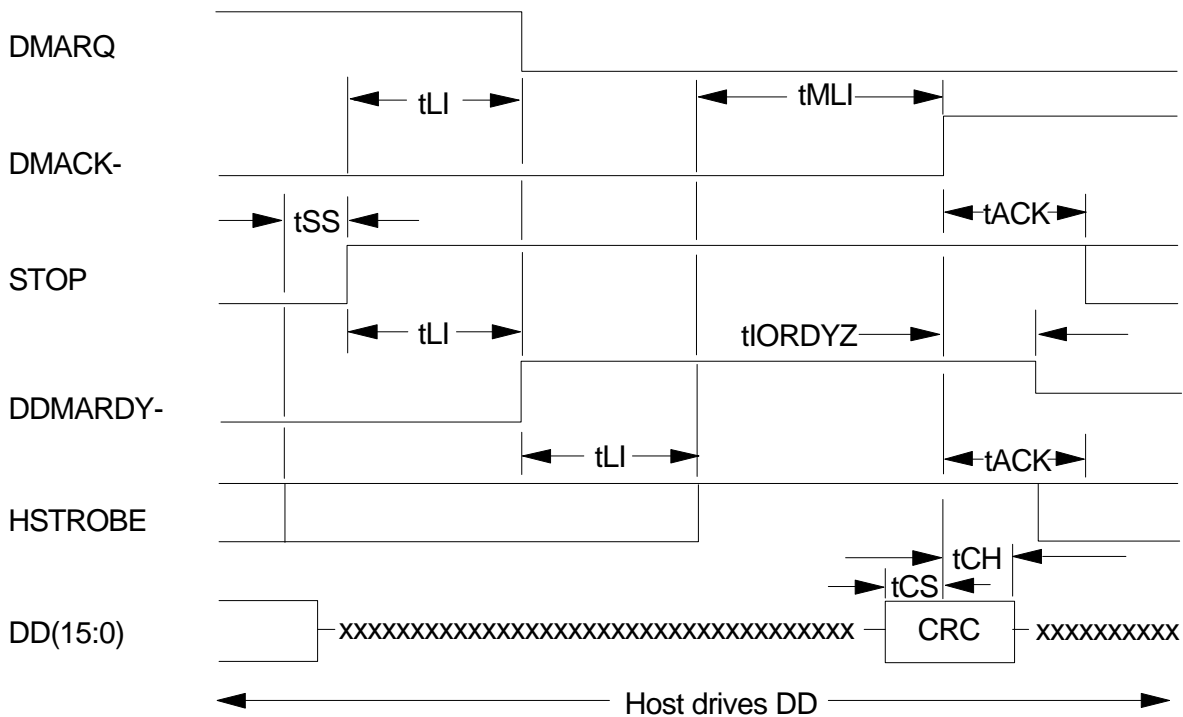 DMARQ
tLI
tMLI
DMACK-
tSS
tACK
STOP
tLI
tIORDYZ
DDMARDY-
tLI
tACK
HSTROBE
tCH
tCS
DD(15:0)
xxxxxxxxxxxxxxxxxxxxxxxxxxxxxxxxxxxx
CRC
xxxxxxxxxx
Host drives DD